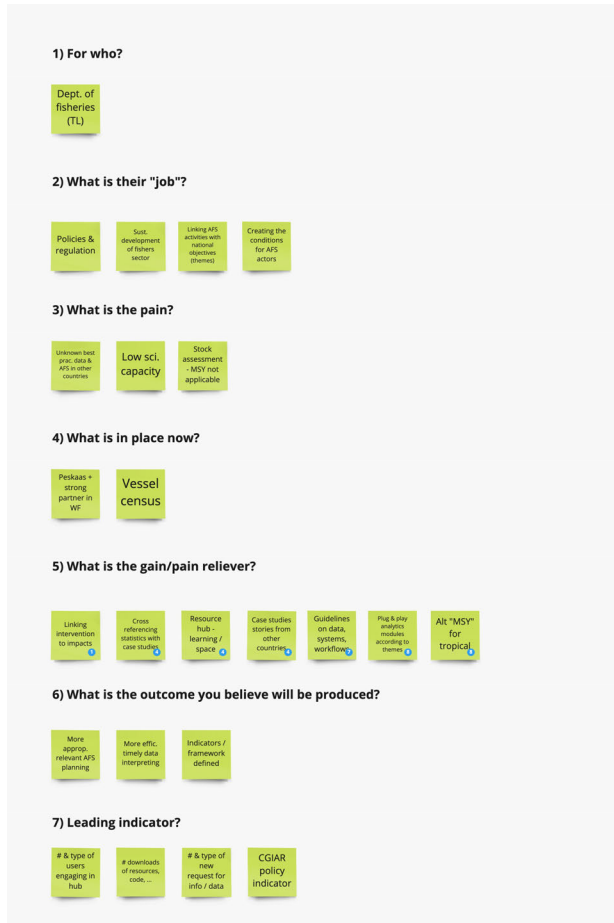 1) For who?
Dept. of
fisheries
(TL)
2) What is their "job"?
Policies &
regulation
Sust.
development
of fishers
sector
Linking AFS
activities with
national
objectives
(themes)
Creating the
conditions
for AFS
actors
3) What is the pain?
Unknown best
prac. data &
AFS in other
countries
Low sci.
capacity
Stock
assessment
- MSY not
applicable
4) What is in place now?
Peskaas +
strong
partner in
WF
Vessel
census
5) What is the gain/pain reliever?
Linking
intervention
to impacts
Cross
referencing
statistics with
case studies
Resource
hub -
learning /
space
Case studies
stories from
other
countries
Guidelines
on data,
systems,
workflows
Plug & play
analytics
modules
according to
themes
Alt "MSY"
for
tropical
6) What is the outcome you believe will be produced?
More
approp.
relevant AFS
planning
More effic.
timely data
interpreting
Indicators /
framework
defined
7) Leading indicator?
# & type of
users
engaging in
hub
# downloads
of resources,
code, ...
# & type of
new
request for
info / data
CGIAR
policy
indicator